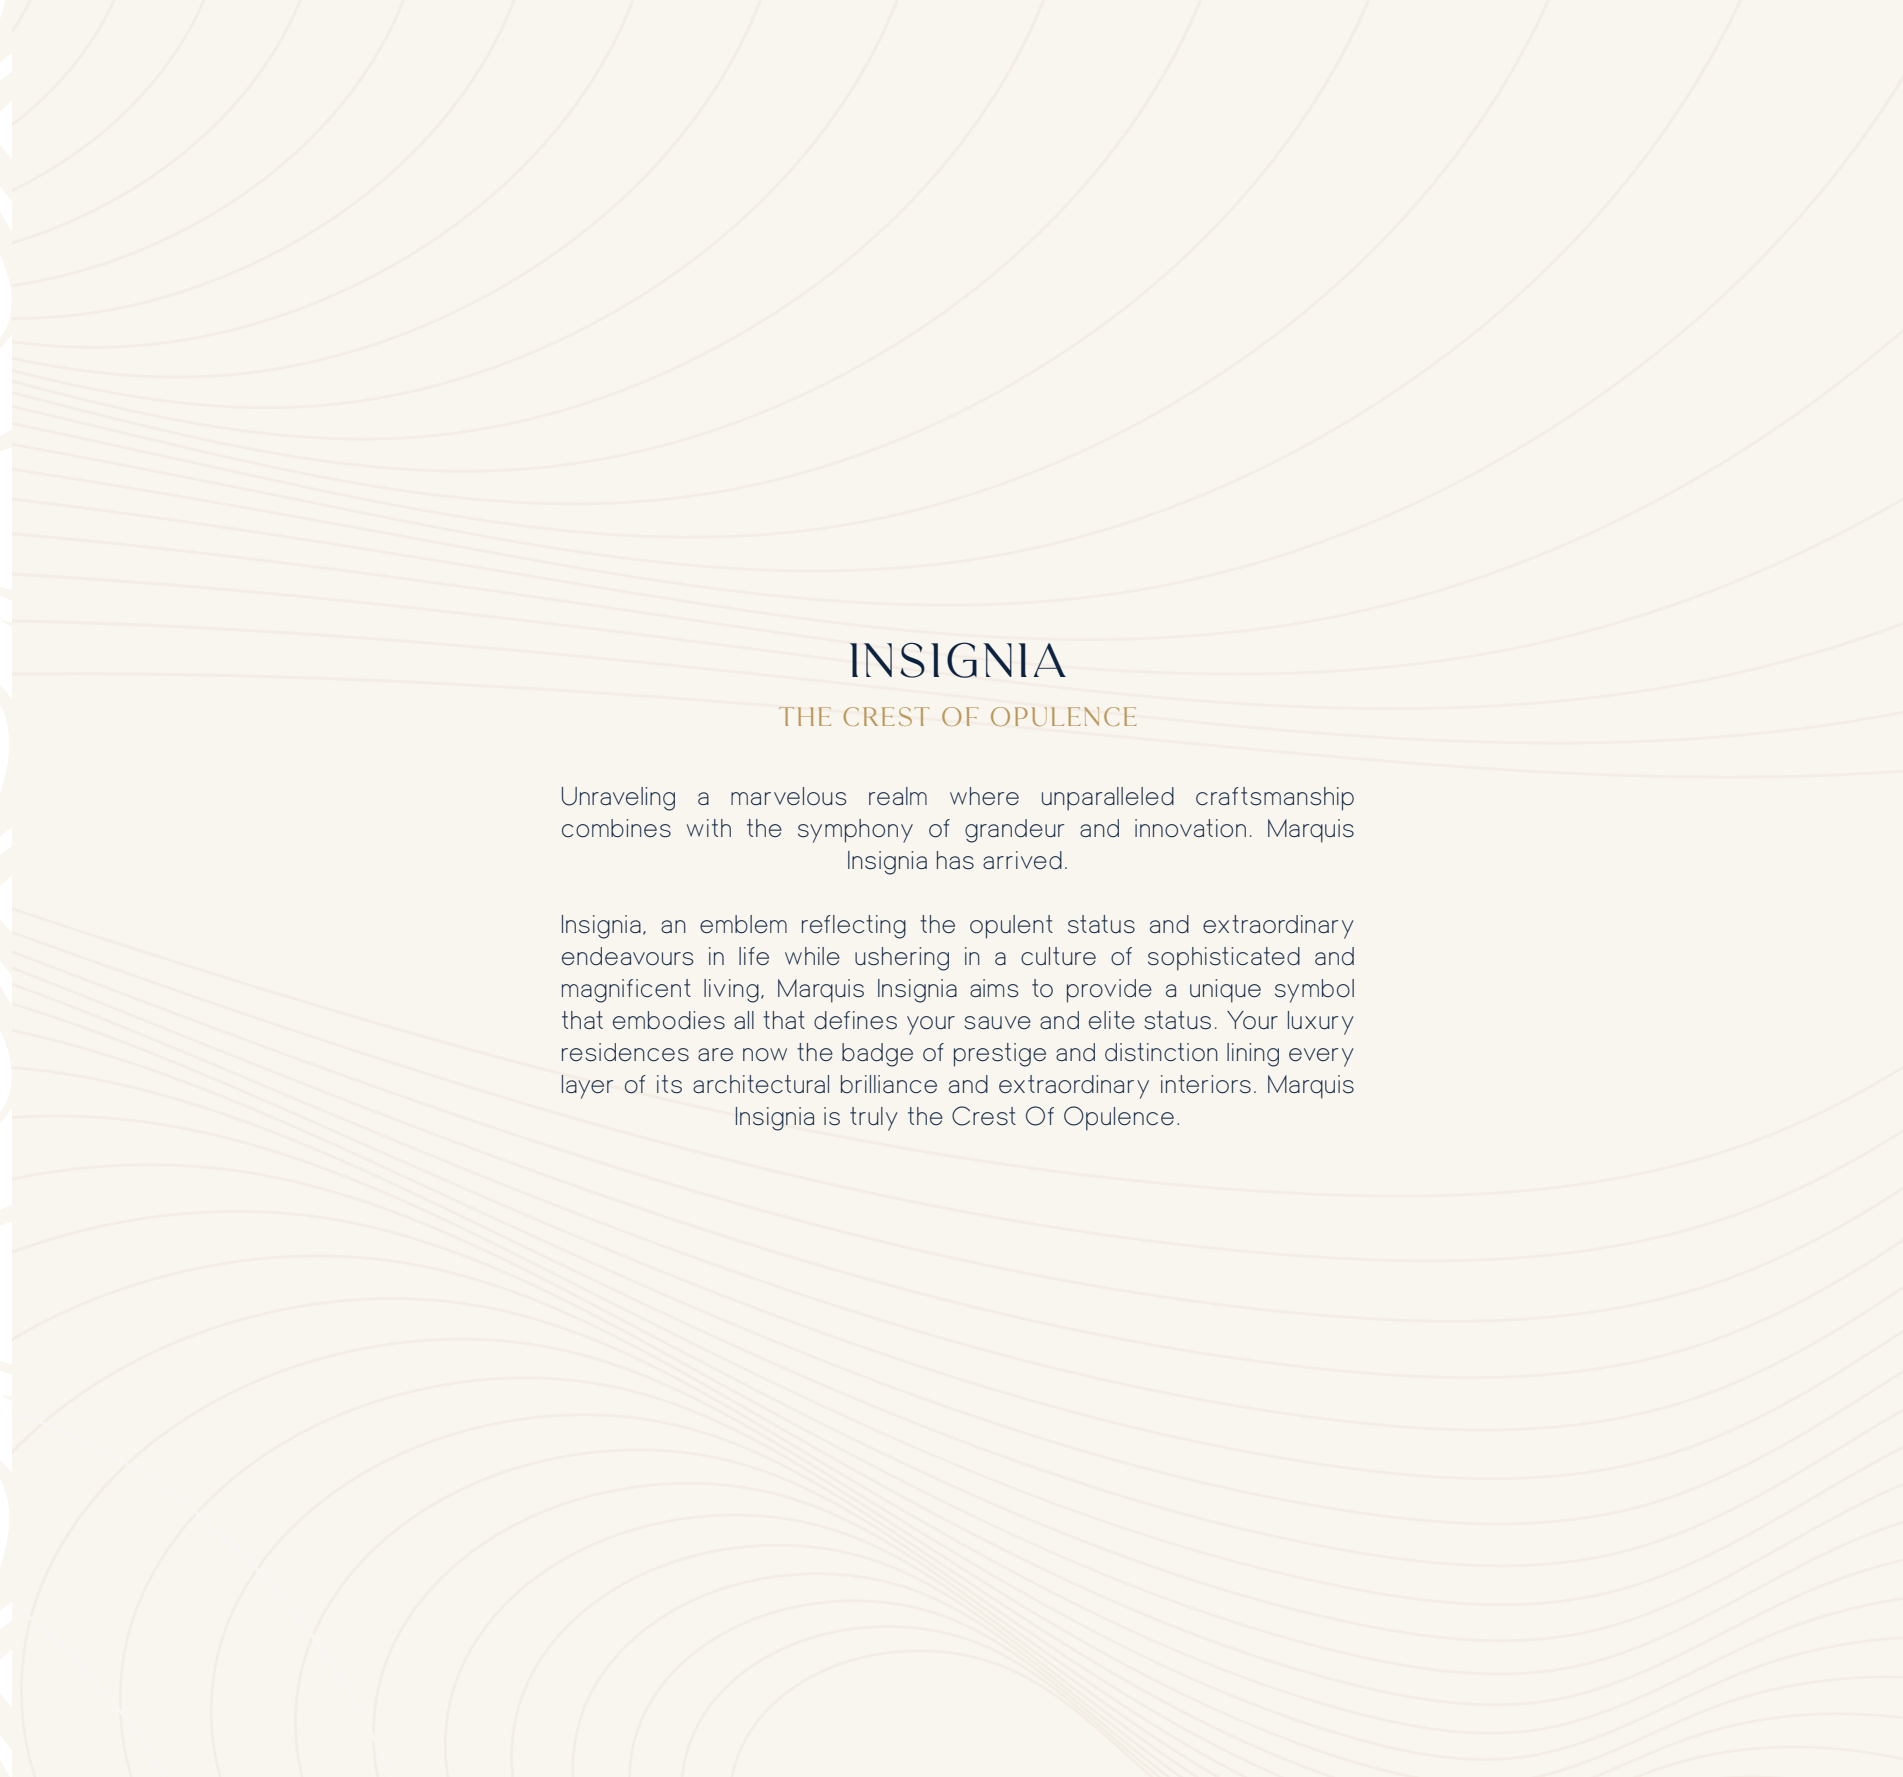 INSIGNIA
THE CREST OF OPULENCE
Unraveling a marvelous realm where unparalleled craftsmanship
combines with the symphony of grandeur and innovation. Marquis
Insignia has arrived.
Insignia, an emblem reflecting the opulent status and extraordinary
endeavours in life while ushering in a culture of sophisticated and
magnificent living, Marquis Insignia aims to provide a unique symbol
that embodies all that defines your sauve and elite status. Your luxury
residences are now the badge of prestige and distinction lining every
layer of its architectural brilliance and extraordinary interiors. Marquis
Insignia is truly the Crest Of Opulence.